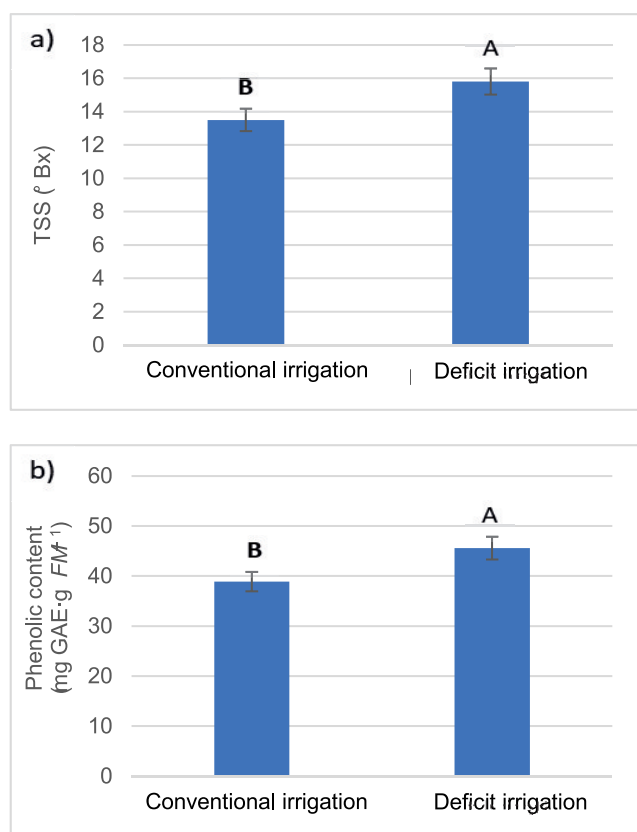 a)
18
16
14
12
10
8
6
4
2
0
TSS (º Bx)
B
A
Conventional irrigation
Deficit irrigation
b)
60
50
40
30
20
10
0
Phenolic content
(mg GAE·g FM-1)
B
A
Conventional irrigation
Deficit irrigation